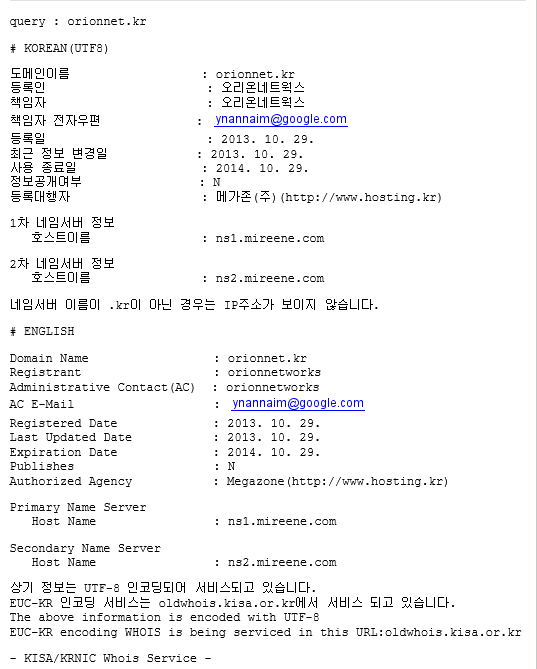 query : orionnet.kr
# KOREAN(UTF8)
도메인이름 : orionnet.kr
등록인 : 오리온네트웍스
책임자 : 오리온네트웍스
책임자 전자우편 : ynannaim@google.com
등록일 : 2013. 10. 29.
최근 정보 변경일 : 2013. 10. 29.
사용 종료일 : 2014. 10. 29.
정보공개여부 : N
등록대행자 : 메가존(주)(http://www.hosting.kr)
1차 네임서버 정보
호스트이름 : ns1.mireene.com
2차 네임서버 정보
호스트이름 : ns2.mireene.com
네임서버 이름이 .kr이 아닌 경우는 IP주소가 보이지 않습니다.
# ENGLISH
Domain Name : orionnet.kr
Registrant : orionnetworks
Administrative Contact(AC) : orionnetworks
AC E-Mail : ynannaim@google.com
Registered Date : 2013. 10. 29.
Last Updated Date : 2013. 10. 29.
Expiration Date : 2014. 10. 29.
Publishes : N
Authorized Agency : Megazone(http://www.hosting.kr)
Primary Name Server
Host Name : ns1.mireene.com
Secondary Name Server
Host Name : ns2.mireene.com
상기 정보는 UTF-8 인코딩되어 서비스되고 있습니다.
EUC-KR 인코딩 서비스는 oldwhois.kisa.or.kr에서 서비스 되고 있습니다.
The above information is encoded with UTF-8
EUC-KR encoding WHOIS is being serviced in this URL:oldwhois.kisa.or.kr
- KISA/KRNIC Whois Service -